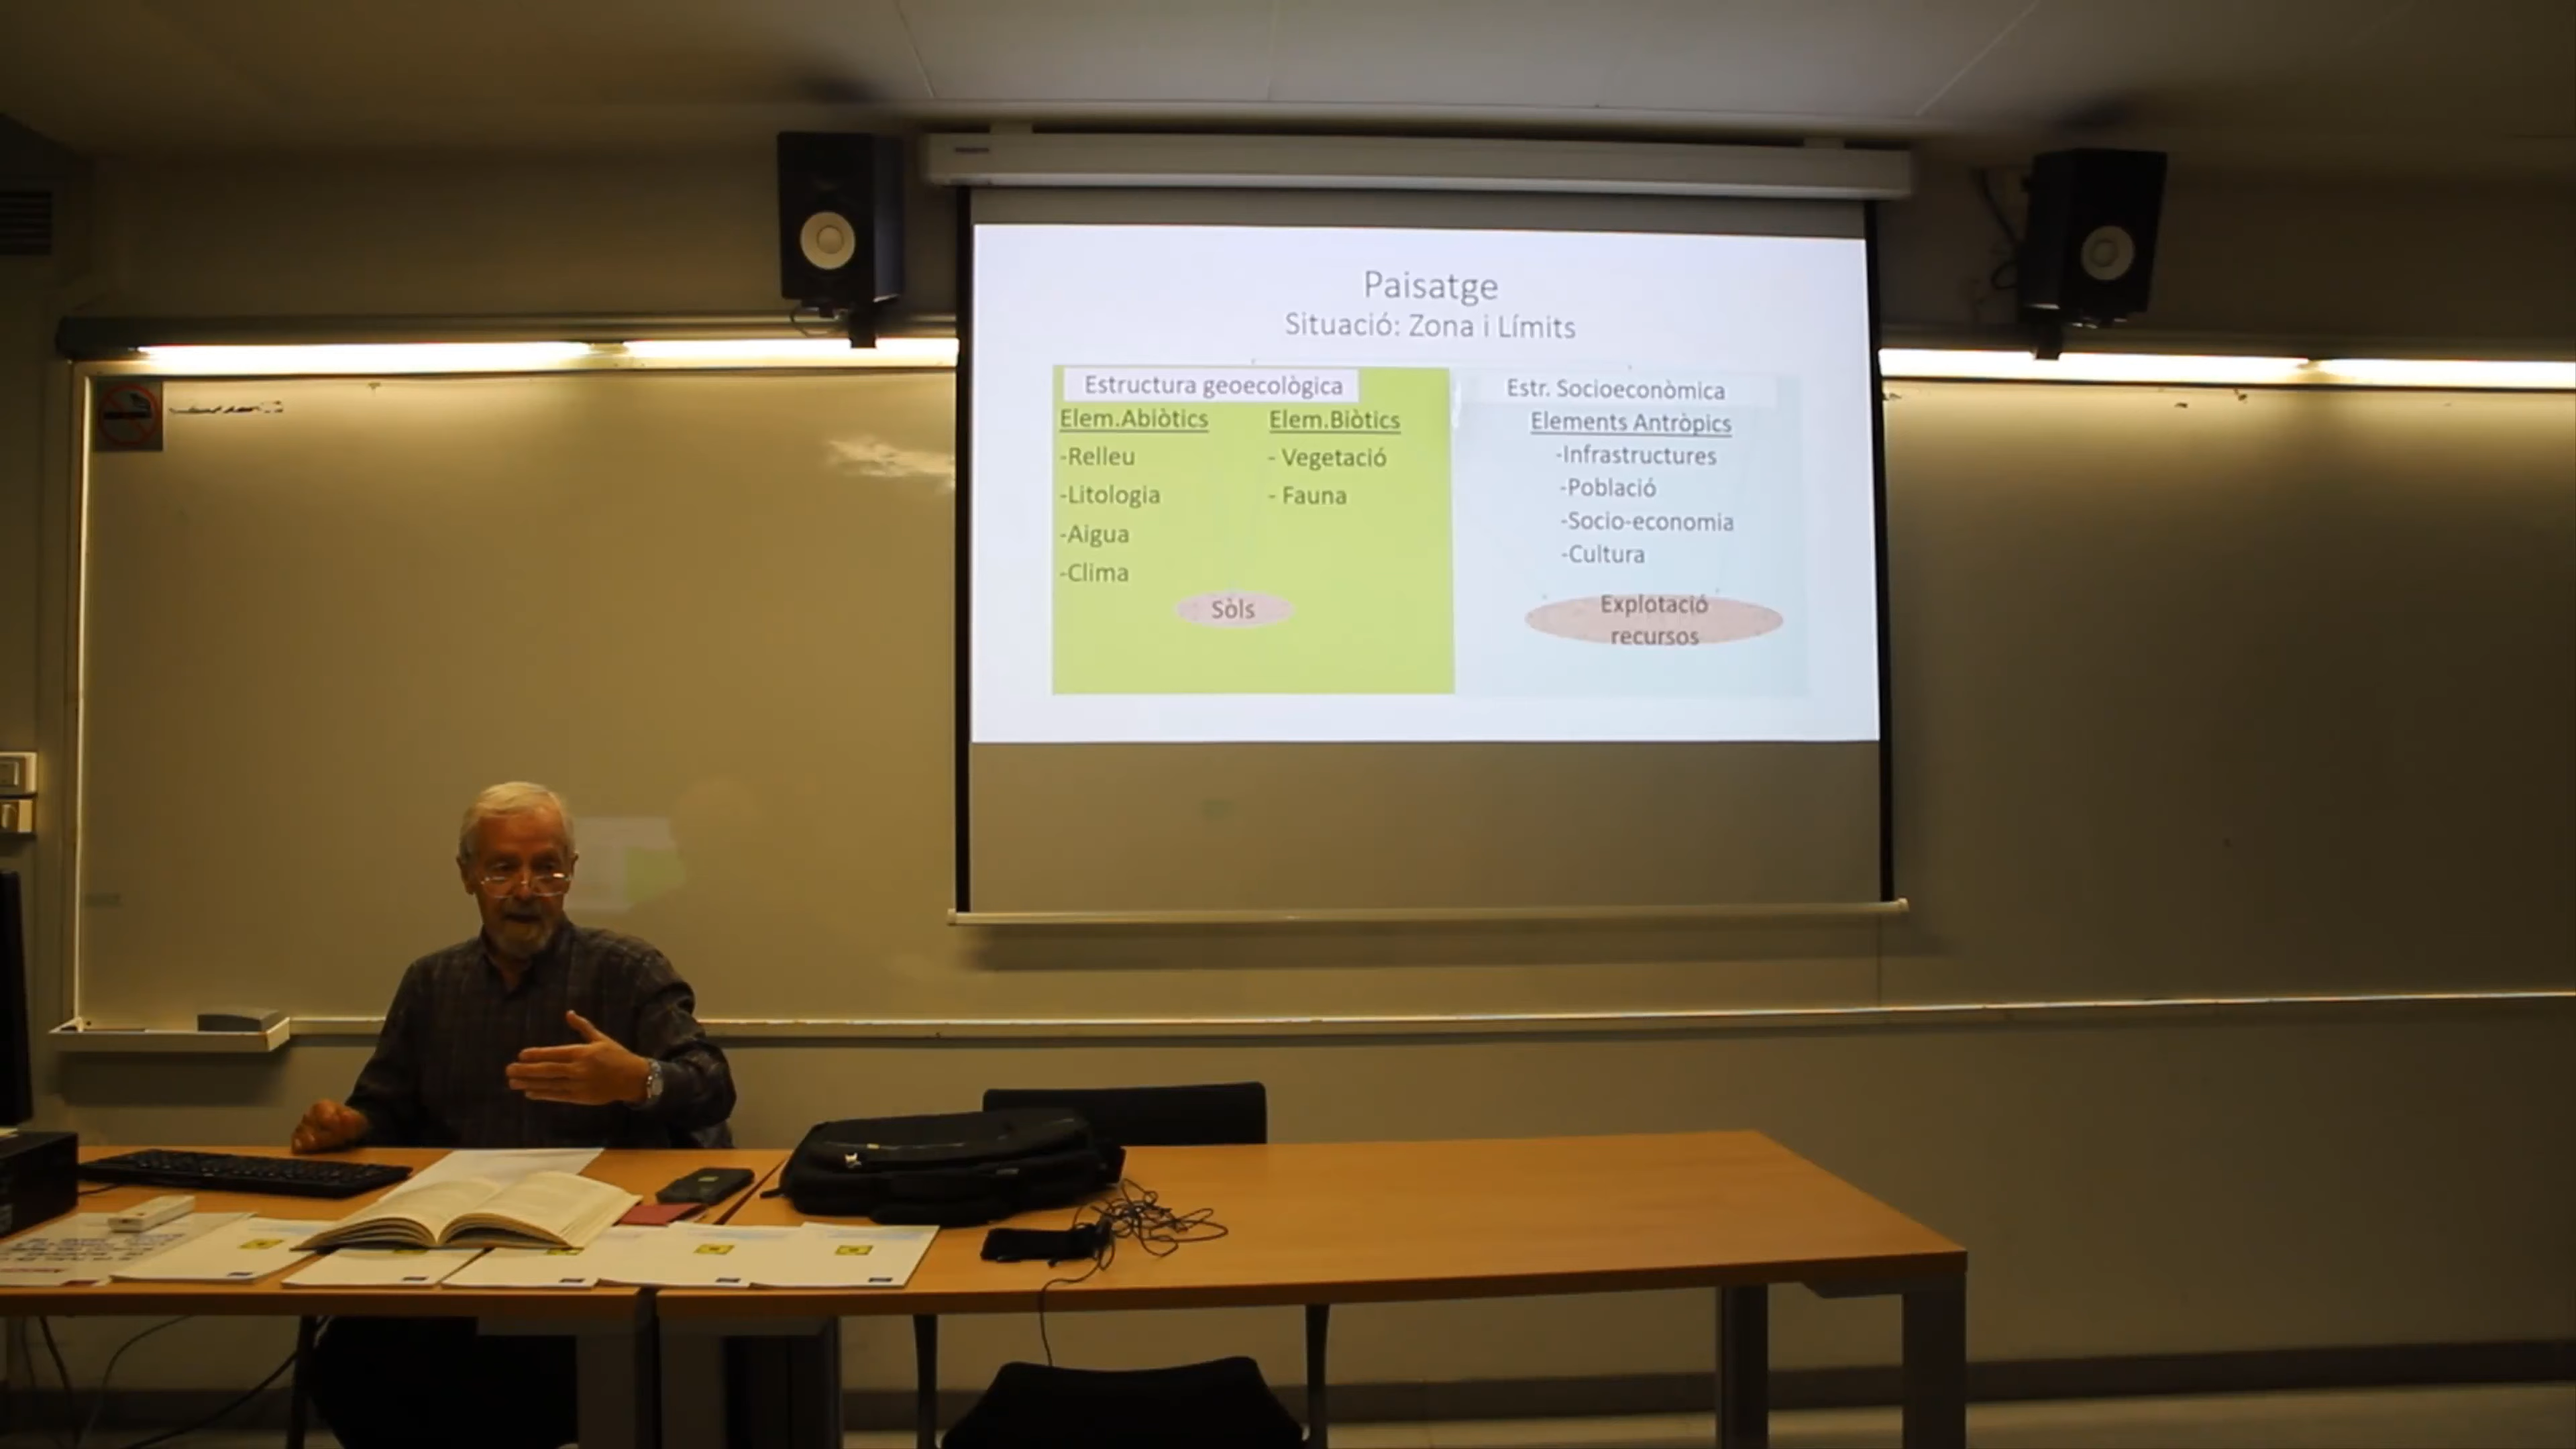 Paisatge
Situació: Zona i Límits
Estructura geoecològica
Elem.Abiòtics
-Relleu
-Litologia
-Aigua
-Clima
Elem.Biòtics
- Vegetació
- Fauna
Sòls
Estr. Socioeconòmica
Elements Antròpics
-Infrastructures
-Població
-Socio-economia
-Cultura
Explotació
recursos